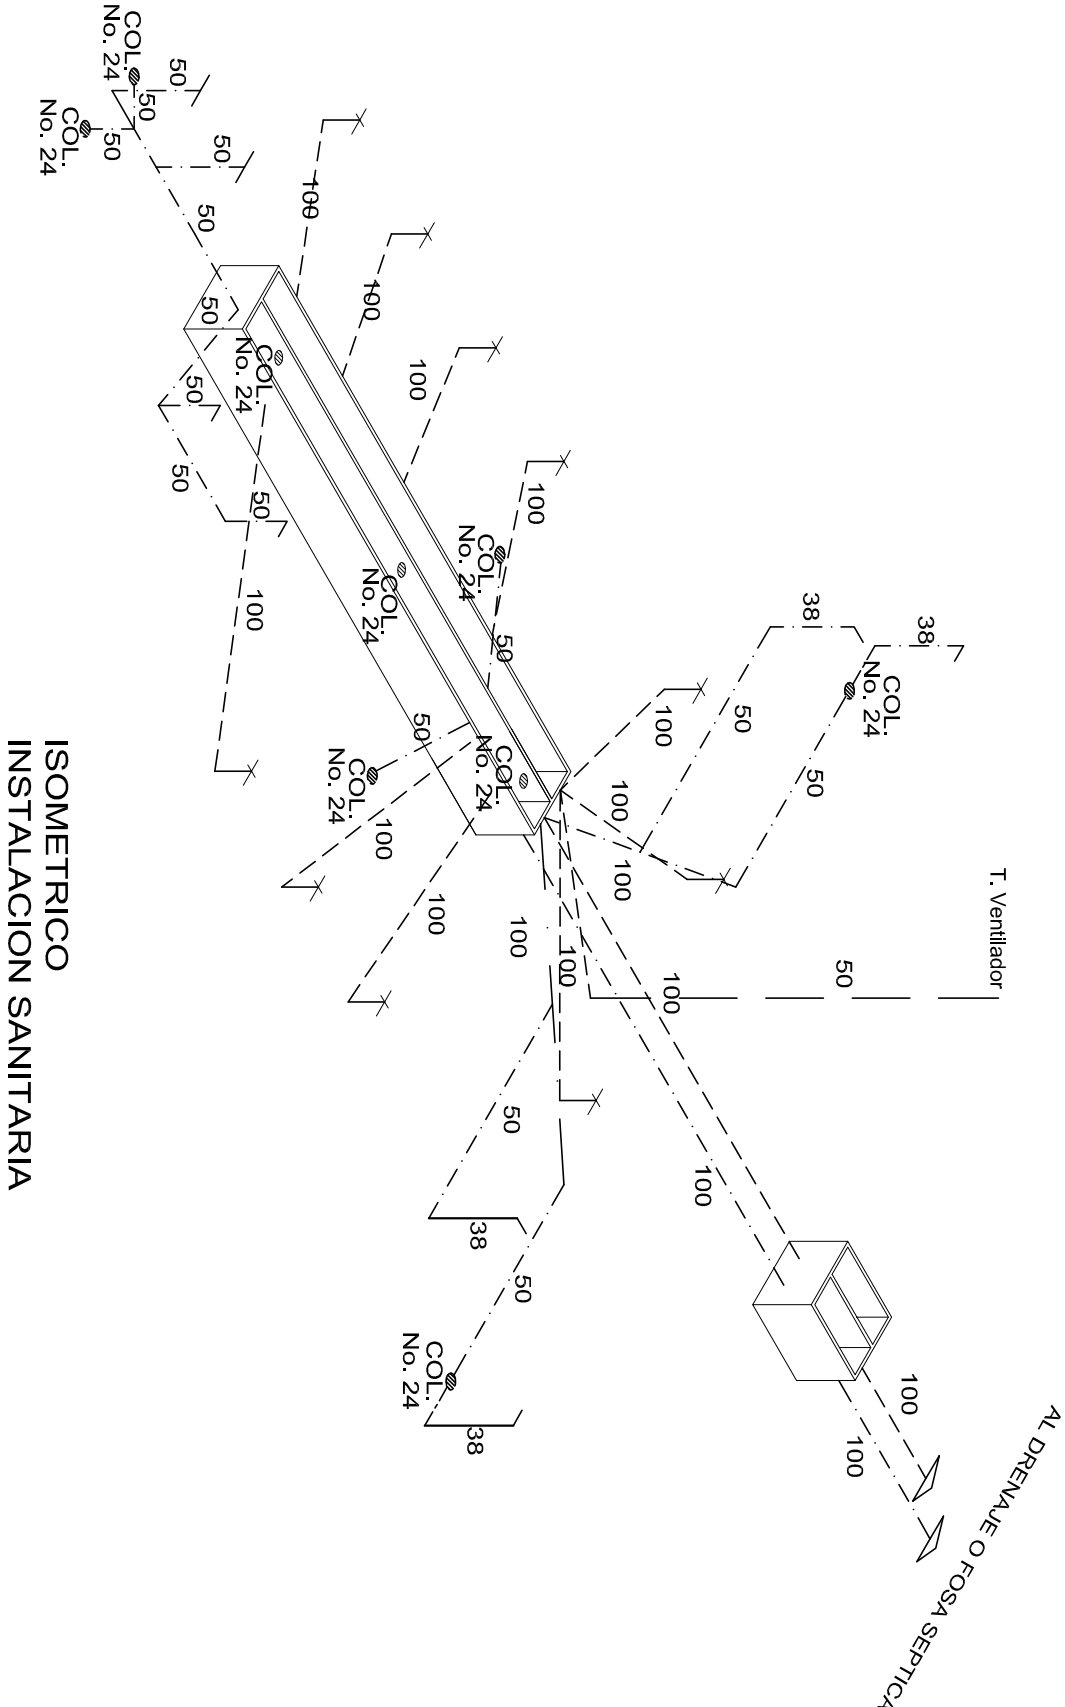 COL.
No. 24
50
50
COL.
No. 24
50
50
100
50
100
50
COL.
No. 24
100
50
50
100
50
COL.
No. 24
38
COL.
No. 24
100
38
50
COL.
No. 24
50
100
50
COL.
No. 24
COL.
No. 24
50
100
100
100
100
T. Ventilador
100
100
50
100
50
100
38
50
COL.
No. 24
100
38
100
AL DRENAJE O FOSA SEPTICA
ISOMETRICO
INSTALACION SANITARIA